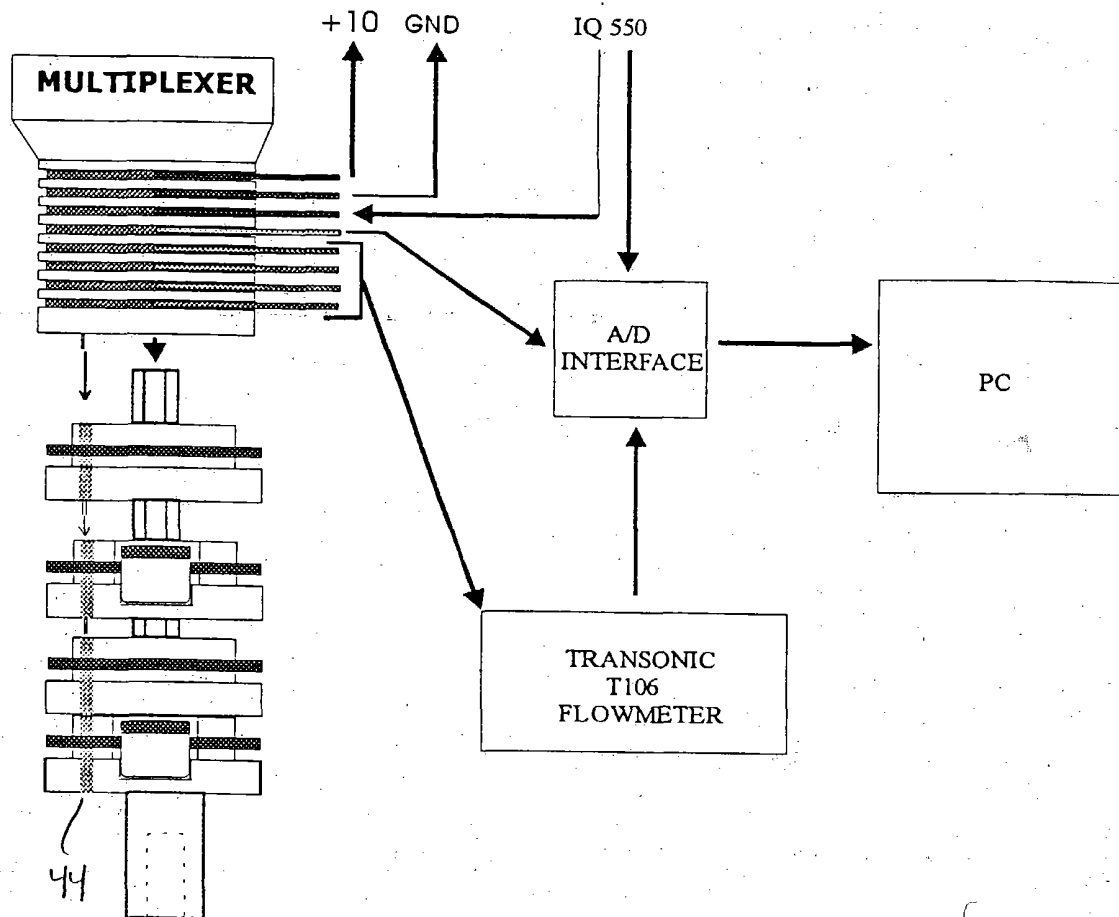 +10 GND IQ 550
MULTIPLEXER
A/D
INTERFACE
PC
TRANSONIC
T106
FLOWMETER
44